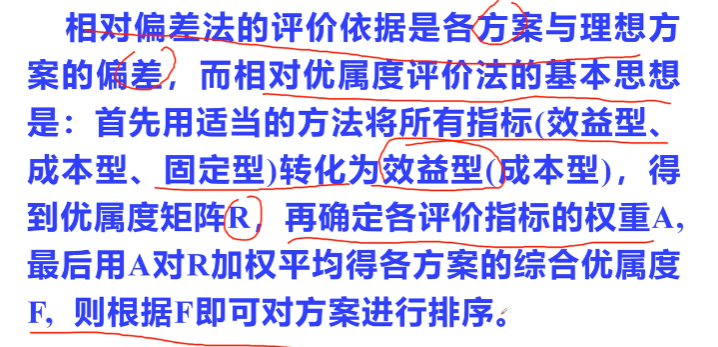 相对偏差法的评价依据是各方案与理想方
案的偏差，而相对优属度评价法的基本思想
是：首先用适当的方法将所有指标(效益型、
成本型、固定型)转化为效益型(成本型)，得
到优属度矩阵R，再确定各评价指标的权重A,
最后用A对R加权平均得各方案的综合优属度
F, 则根据F即可对方案进行排序。